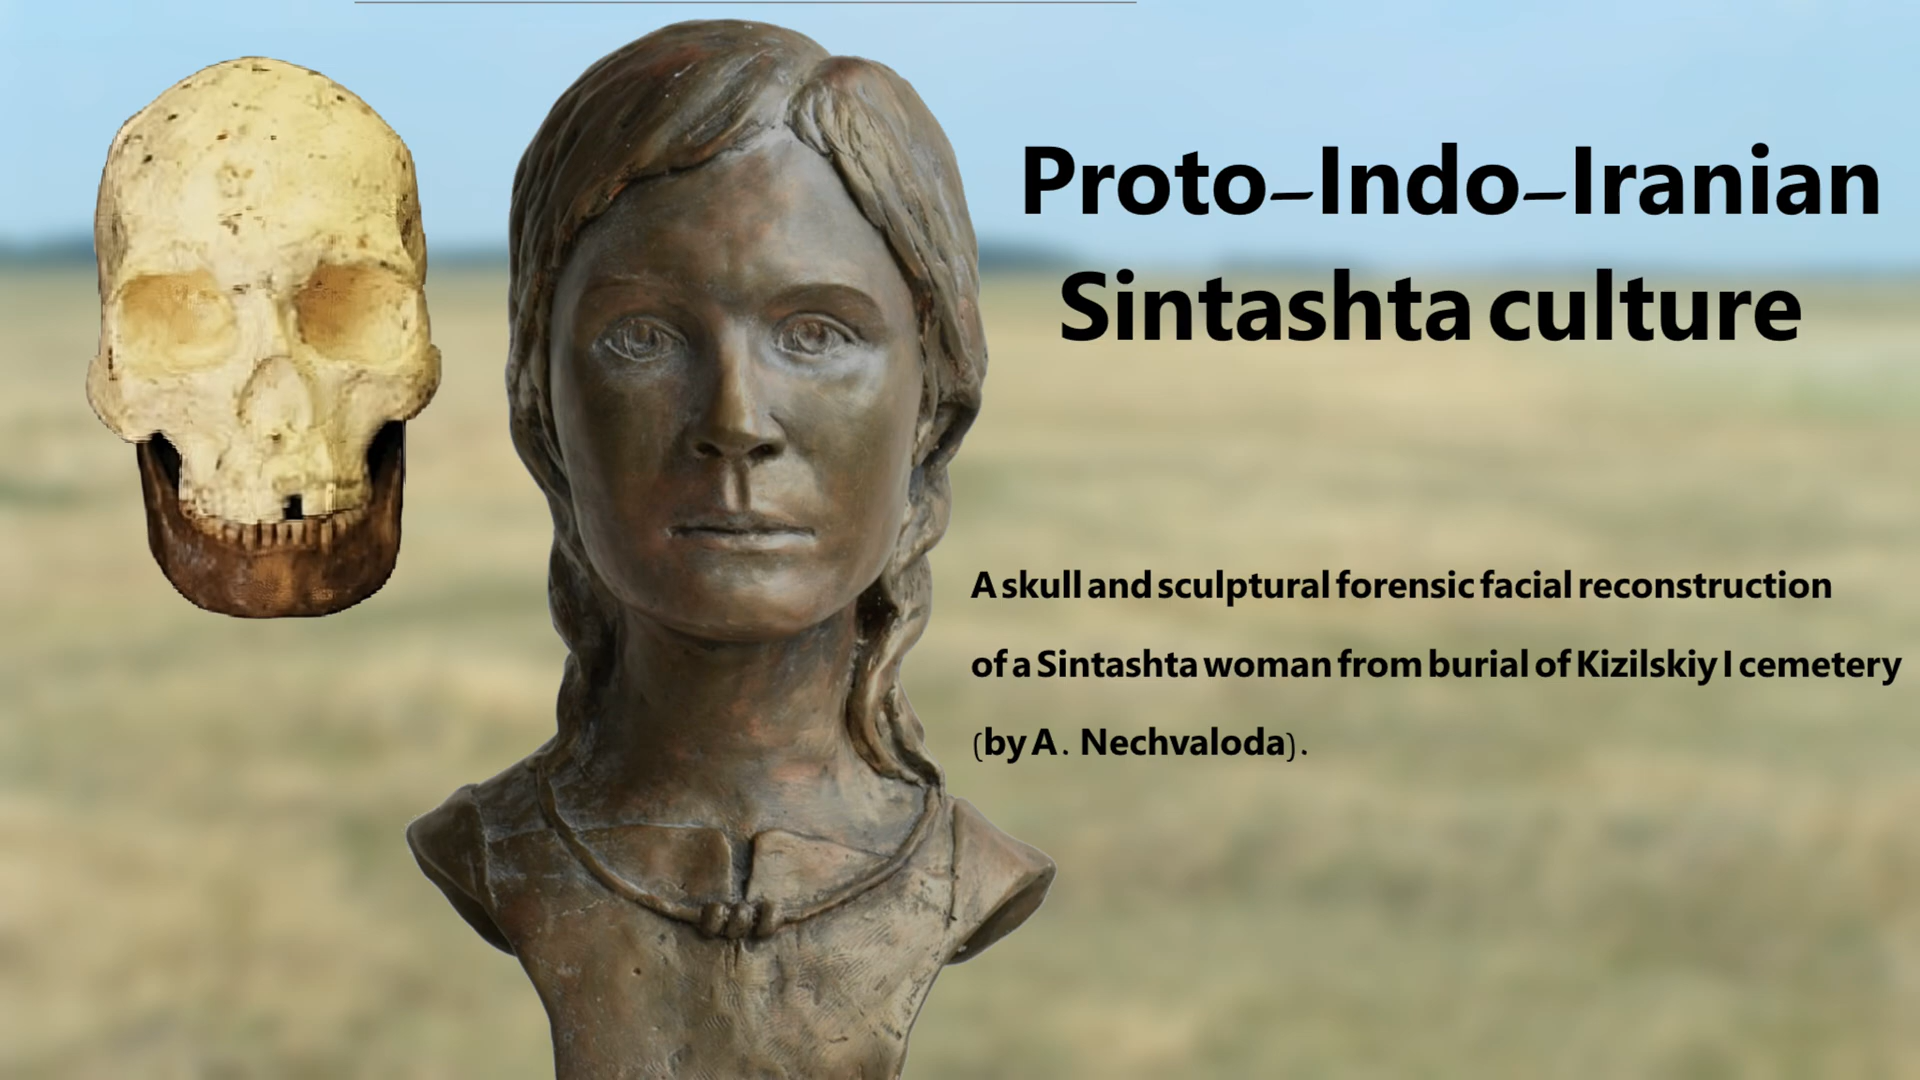 Proto-Indo-Iranian
Sintashta culture
A skull and sculptural forensic facial reconstruction
of a Sintashta woman from burial of Kizilskiy I cemetery
(by A. Nechvaloda).